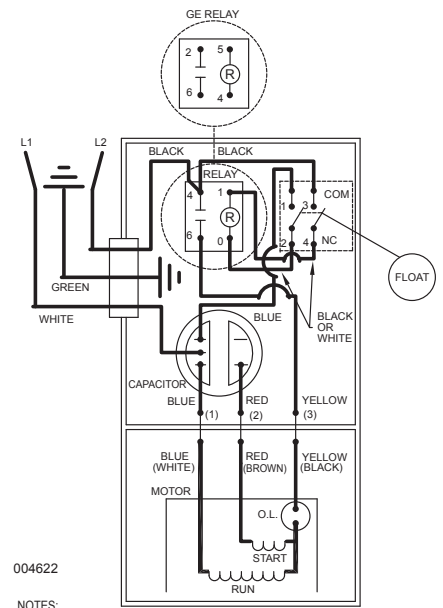 GE RELAY
2 5
R
6 4
L1 L2
BLACK BLACK
RELAY
4 1
R
6 0
COM
1 3
2 4 NC
FLOAT
GREEN
WHITE
BLUE
BLACK
OR
WHITE
CAPACITOR
BLUE RED YELLOW
(1) (2) (3)
BLUE
(WHITE)
RED
(BROWN)
YELLOW
(BLACK)
MOTOR
O.L.
START
RUN
004622
NOTES: